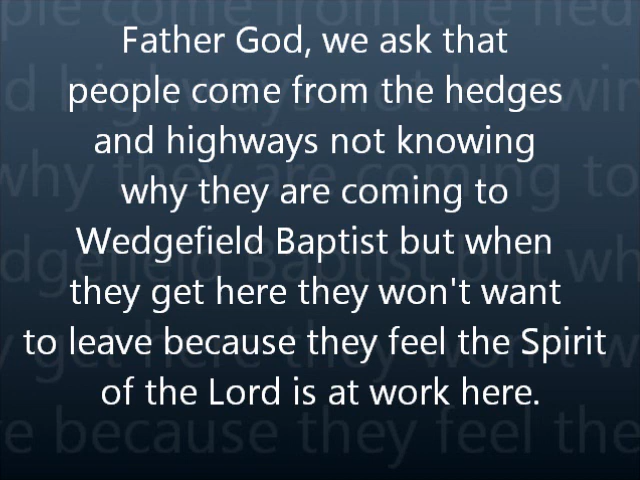 Father God, we ask that
people come from the hedges
and highways not knowing
why they are coming to
Wedgefield Baptist but when
they get here they won't want
to leave because they feel the Spirit
of the Lord is at work here.